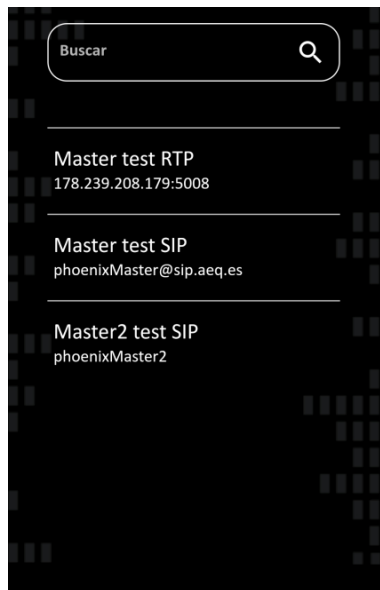 Buscar
Master test RTP
178.239.208.179:5008
Master test SIP
phoenixMaster@sip.aeq.es
Master2 test SIP
phoenixMaster2